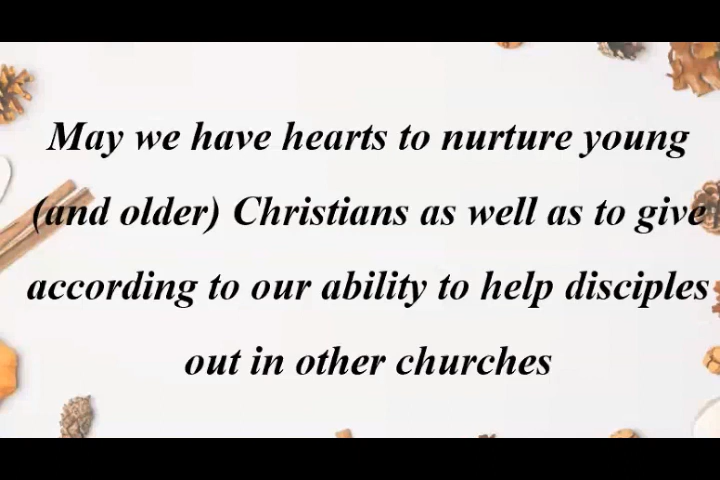 May we have hearts to nurture young
(and older) Christians as well as to give
according to our ability to help disciples
out in other churches